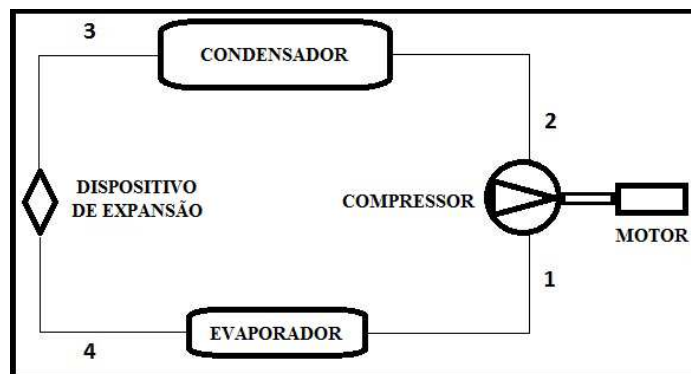 3
CONDENSADOR
2
DISPOSITIVO
DE EXPANSÃO
COMPRESSOR
MOTOR
1
EVAPORADOR
4